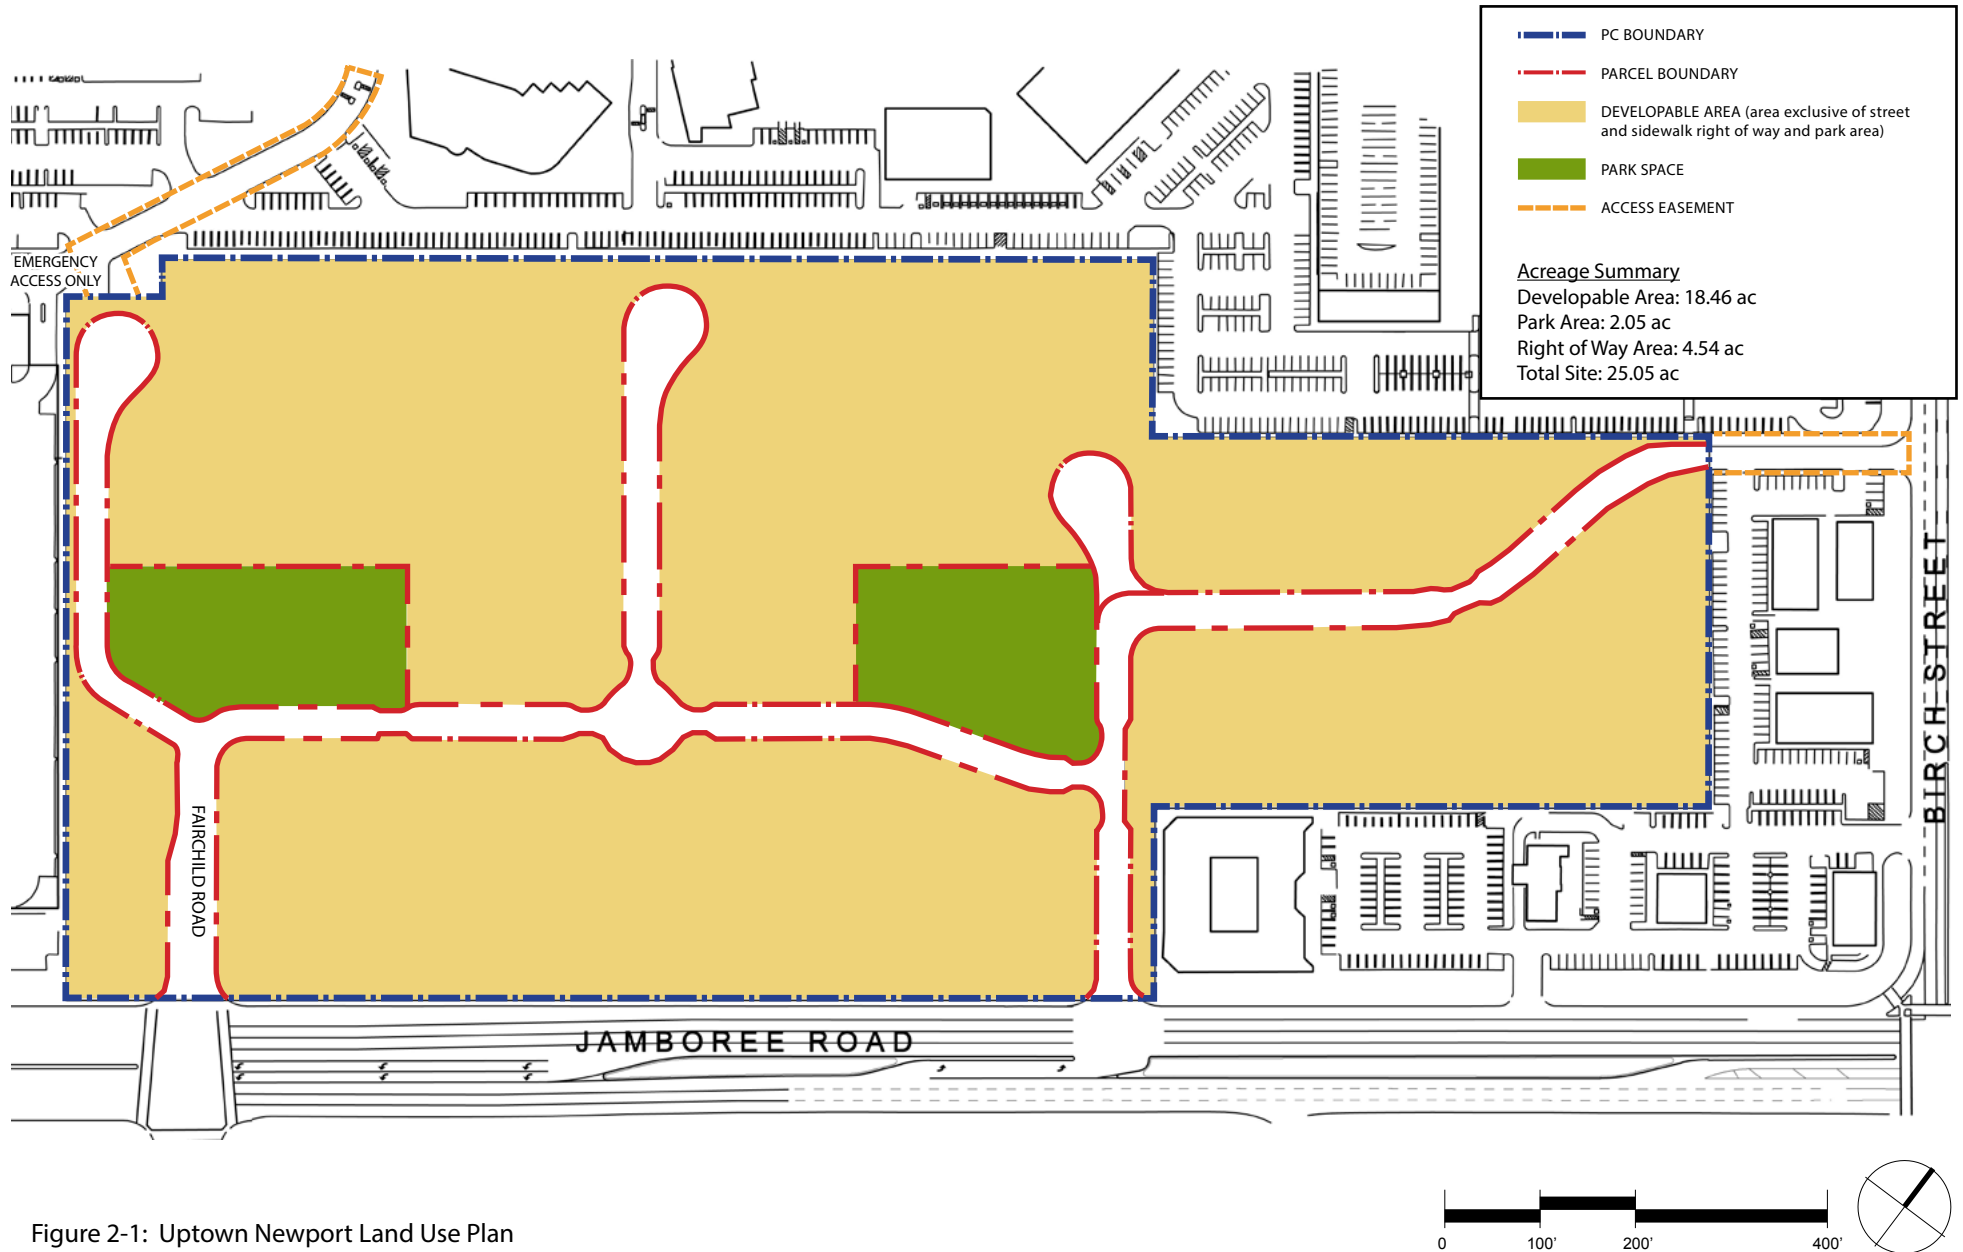 PC BOUNDARY
PARCEL BOUNDARY
DEVELOPABLE AREA (area exclusive of street
and sidewalk right of way and park area)
PARK SPACE
ACCESS EASEMENT
Acreage Summary
Developable Area: 18.46 ac
Park Area: 2.05 ac
Right of Way Area: 4.54 ac
Total Site: 25.05 ac
EMERGENCY
ACCESS ONLY
FAIRCHILD ROAD
BIRCH STREET
JAMBOREE ROAD
Figure 2-1: Uptown Newport Land Use Plan
0 100' 200' 400'